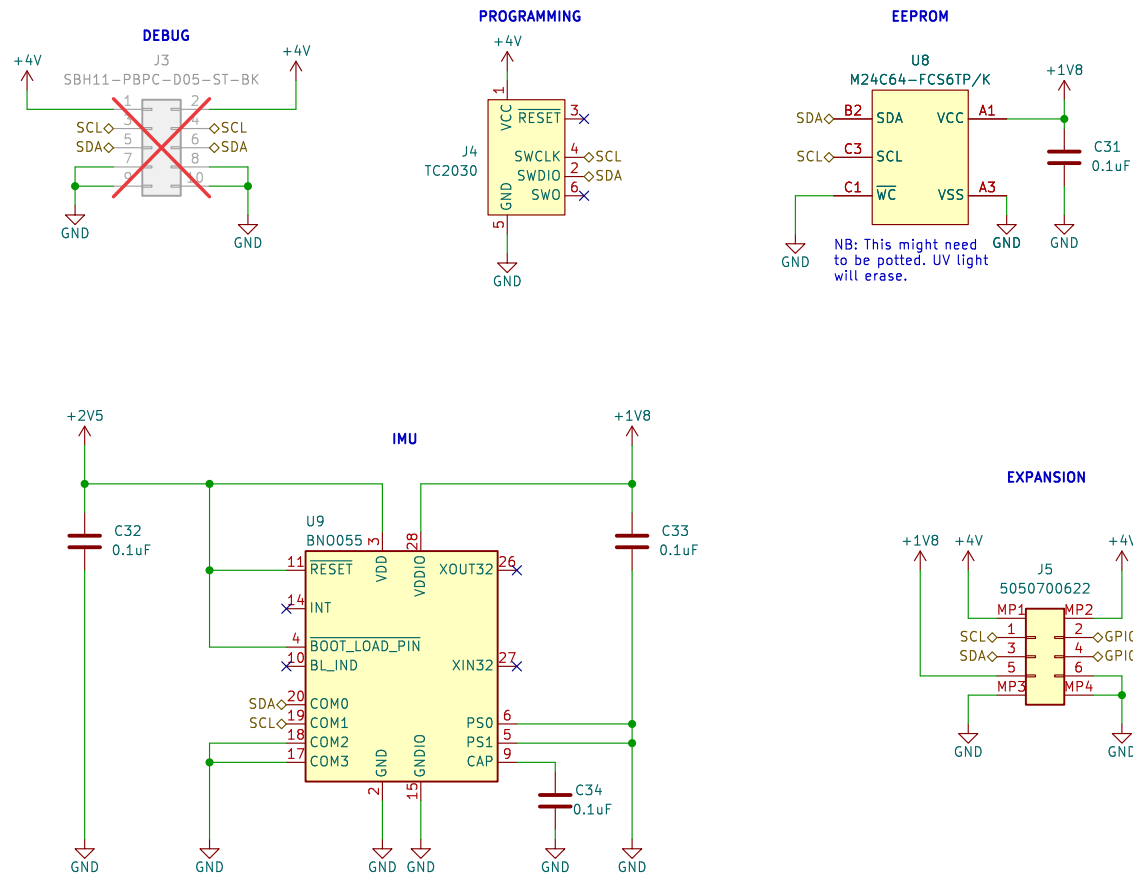 DEBUG
J3
SBH11-PBPC-D05-ST-BK
+4V
+4V
1 2
3 4
SCL SCL
5 6
SDA SDA
7 8
9 10
GND
GND
PROGRAMMING
+4V
J4
TC2030
1
VCC
RESET 3
SWCLK 4 SCL
SWDIO 2 SDA
SWO 6
GND
5
GND
EEPROM
U8
M24C64-FCS6TP/K
+1V8
SDA B2 SDA VCC A1
SCL C3 SCL
C1 WC VSS A3
C31
0.1uF
GND
GND
GND
NB: This might need
to be potted. UV light
will erase.
IMU
+2V5
+1V8
C32
0.1uF
C33
0.1uF
U9
BNO055
3 VDD
28 VDDIO
11 RESET XOUT32 26
14 INT
4 BOOT_LOAD_PIN
10 BL_IND XIN32 27
SDA 20 COM0
SCL 19 COM1 PS0 6
18 COM2 PS1 5
17 COM3 CAP 9
GND 2
GNDIO 15
C34
0.1uF
GND
GND
GND
GND
GND
GND
EXPANSION
+1V8
+4V
+4V
J5
5050700622
MP1 MP2
SCL 1 2 GPIO
SDA 3 4 GPIO
5 6
MP3 MP4
GND
GND